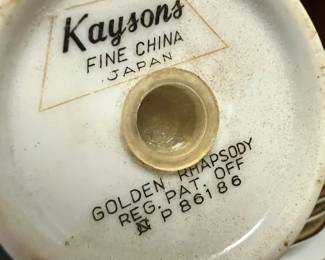 Kaysons
FINE CHINA
JAPAN
GOLDEN RHAPSODY
REG. PAT. OFF
N P 86186